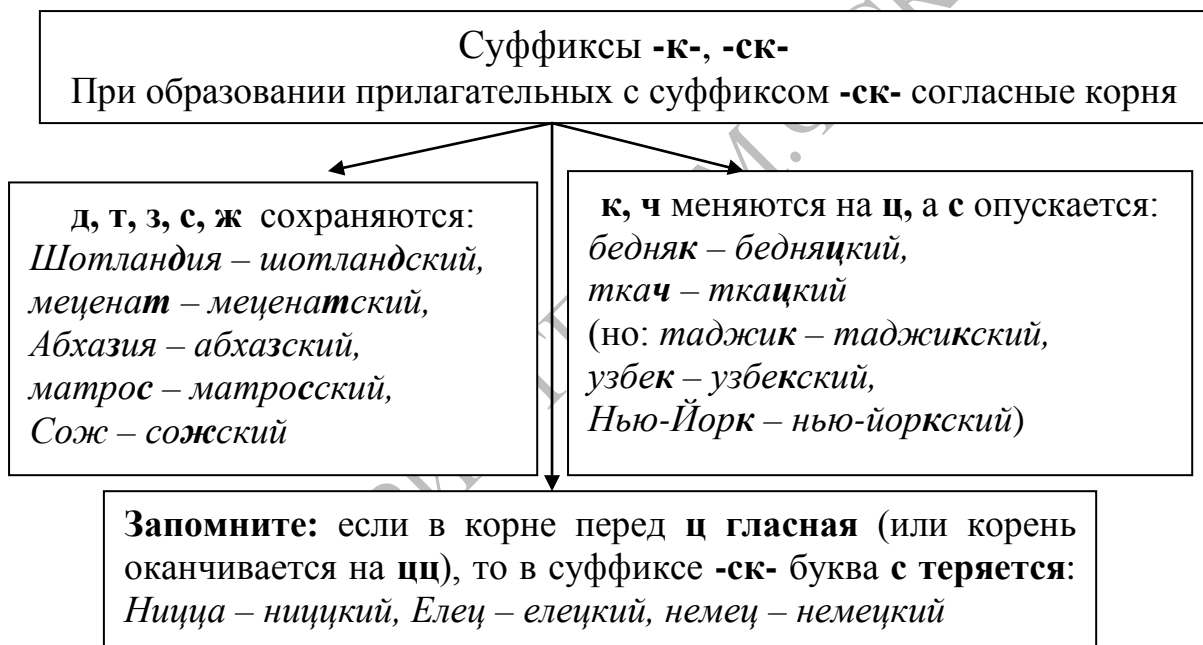 Суффиксы -к-, -ск-
При образовании прилагательных с суффиксом -ск- согласные корня
д, т, з, с, ж сохраняются:
Шотландия – шотландский,
меценат – меценатский,
Абхазия – абхазский,
матрос – матросский,
Сож – сожский
к, ч меняются на ц, а с опускается:
бедняк – бедняцкий,
ткач – ткацкий
(но: таджик – таджикский,
узбек – узбекский,
Нью-Йорк – нью-йоркский)
Запомните: если в корне перед ц гласная (или корень
оканчивается на цц), то в суффиксе -ск- буква с теряется:
Ницца – ниццкий, Елец – елецкий, немец – немецкий